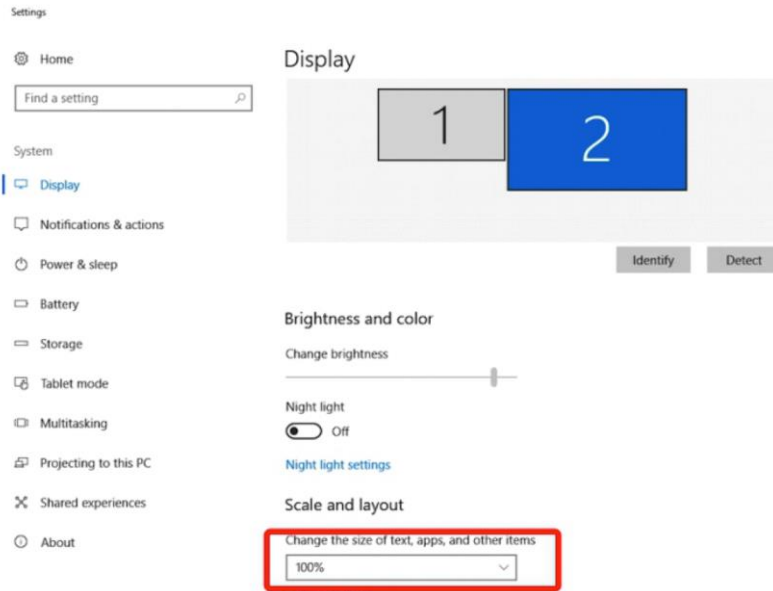 Settings
Home
Find a setting
System
Display
Notifications & actions
Power & sleep
Battery
Storage
Tablet mode
Multitasking
Projecting to this PC
Shared experiences
About
Display
1
2
Identify
Detect
Brightness and color
Change brightness
Night light
Off
Night light settings
Scale and layout
Change the size of text, apps, and other items
100%